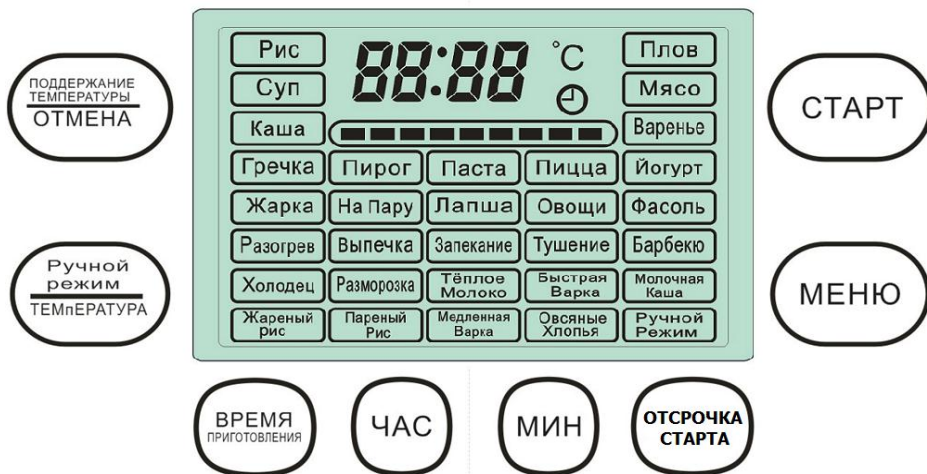 ПОДДЕРЖАНИЕ
ТЕМПЕРАТУРЫ
ОТМЕНА
Ручной
режим
ТЕМпЕРАТУРА
Рис 88:88 °C Плов
Суп Мясо
Каша Варенье
Гречка Пирог Паста Пицца Йогурт
Жарка На Пару Лапша Овощи Фасоль
Разогрев Выпечка Запекание Тушение Барбекю
Холодец Разморозка Тёплое Молоко Быстрая Варка Молочная Каша
Жареный рис Пареный Рис Медленная Варка Овсяные Хлопья Ручной Режим
СТАРТ
МЕНЮ
ВРЕМЯ
ПРИГОТОВЛЕНИЯ
ЧАС
МИН
ОТСРОЧКА
СТАРТА